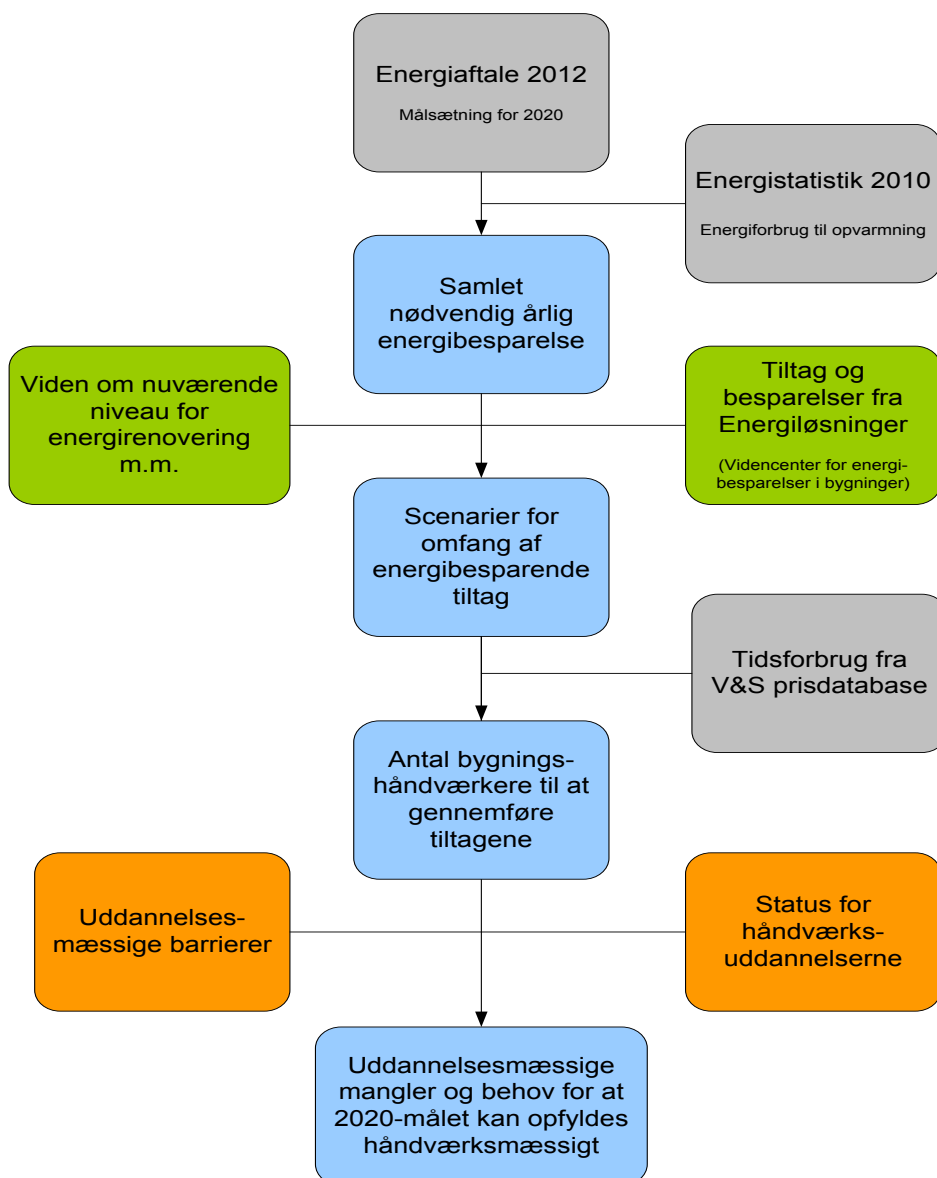 Energiaftale 2012
Målsætning for 2020
Energistatistik 2010
Energiforbrug til opvarmning
Samlet
nødvendig årlig
energibesparelse
Viden om nuværende
niveau for
energirenovering
m.m.
Tiltag og
besparelser fra
Energiløsninger
(Videncenter for energi-
besparelser i bygninger)
Scenarier for
omfang af
energibesparende
tiltag
Tidsforbrug fra
V&S prisdatabase
Antal bygnings-
håndværkere til at
gennemføre
tiltagene
Uddannelses-
mæssige barrierer
Status for
håndværks-
uddannelserne
Uddannelsesmæssige
mangler og behov for at
2020-målet kan opfyldes
håndværksmæssigt